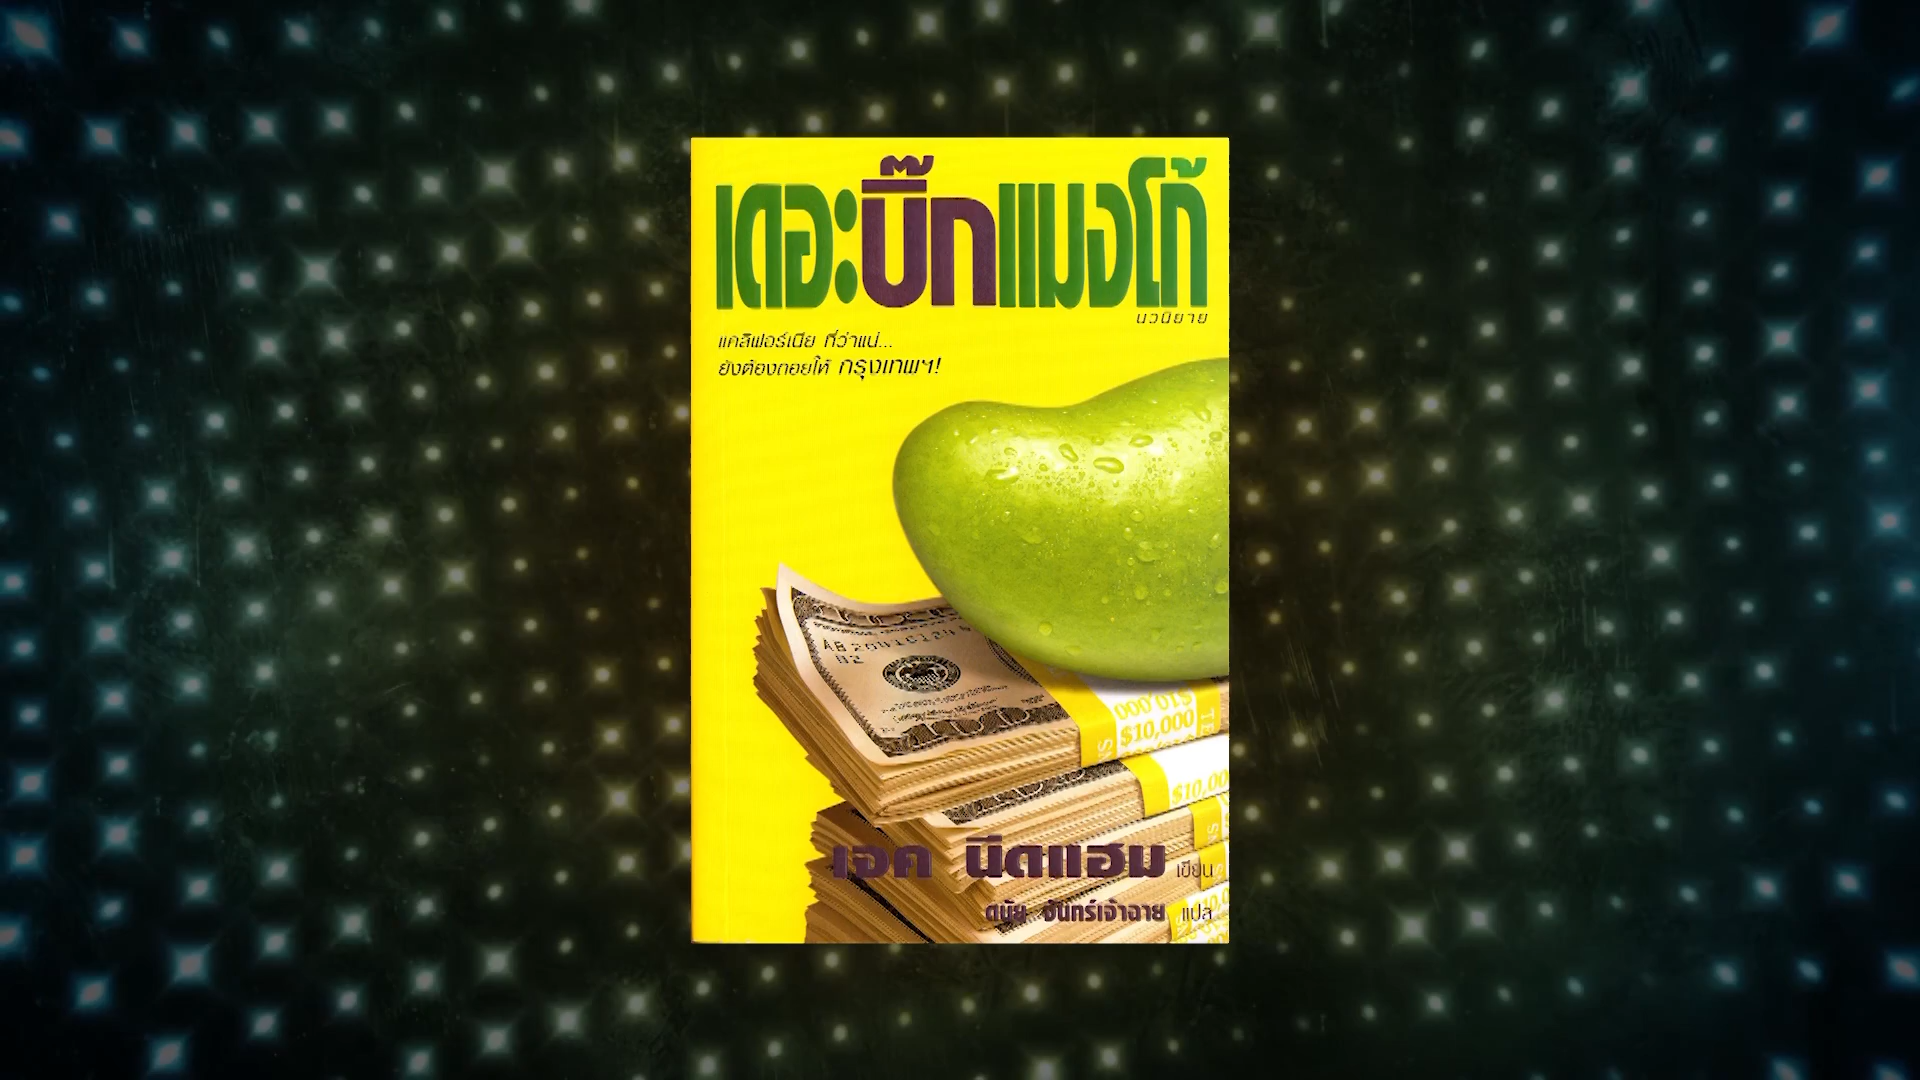 เดอะบิ๊กแมงโก้
นวนิยาย
แคลิฟอร์เนีย ที่ว่าแน่...
ยังต้องถอยให้ กรุงเทพฯ!
$10,000
$10,000
$10,00
เจค นีดแฮม เขียน
ดนัย จันทร์เจ้าฉาย แปล